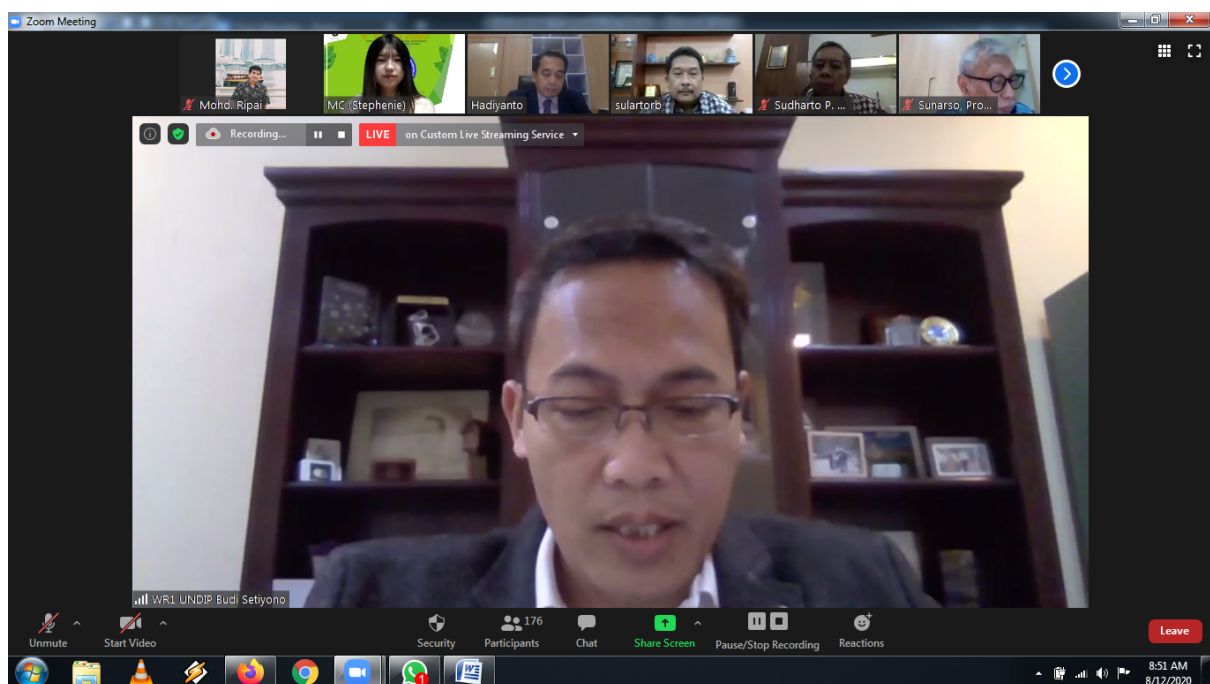 Zoom Meeting
Mohd. Ripai
MC (Stephenie)
Hadiyanto
sulartorb
Sudharto P. ...
Sunarso, Pro...
Recording...
LIVE
on Custom Live Streaming Service
WR1 UNDIP Budi Setiyono
Unmute
Start Video
Security
176
Participants
Chat
Share Screen
Pause/Stop Recording
Reactions
Leave
1
8:51 AM
8/12/2020